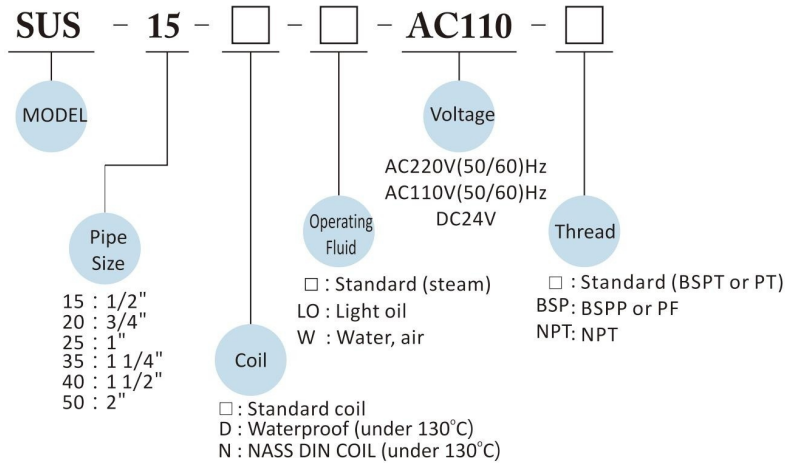 SUS - 15 - □ - □ - AC110 - □
MODEL
Voltage
AC220V(50/60)Hz
AC110V(50/60)Hz
DC24V
Pipe
Size
15 : 1/2"
20 : 3/4"
25 : 1"
35 : 1 1/4"
40 : 1 1/2"
50 : 2"
Operating
Fluid
□ : Standard (steam)
LO : Light oil
W : Water, air
Thread
□ : Standard (BSPT or PT)
BSP: BSPP or PF
NPT: NPT
Coil
□ : Standard coil
D : Waterproof (under 130°C)
N : NASS DIN COIL (under 130°C)